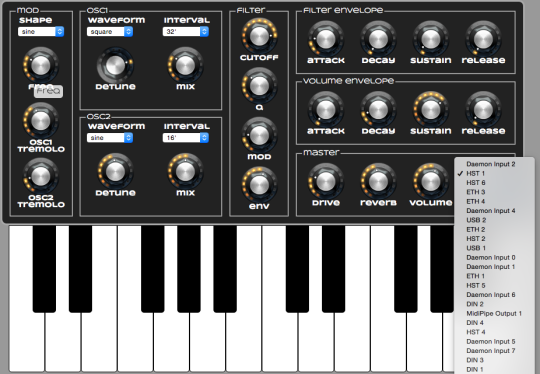 MOD
shape
sine
Freq
OSC1 Tremolo
OSC2 Tremolo
OSC1
waveform interval
square 32'
Detune mix
OSC2
waveform interval
sine 16'
Detune mix
Filter
Cutoff
Q
Mod
env
Filter envelope
attack Decay sustain release
volume envelope
attack Decay sustain release
master
Drive reverb volume
Daemon Input 2
✓ HST 1
HST 6
ETH 3
ETH 4
Daemon Input 4
USB 2
ETH 2
HST 2
USB 1
Daemon Input 0
Daemon Input 1
ETH 1
HST 5
Daemon Input 6
DIN 2
MidiPipe Output 1
DIN 4
HST 4
Daemon Input 5
Daemon Input 7
DIN 3
DIN 1